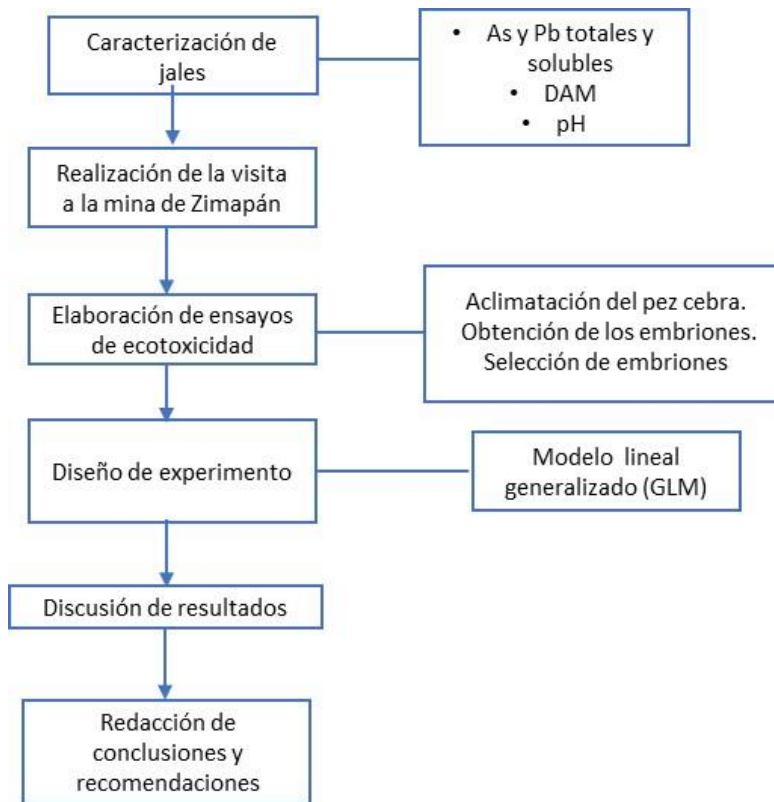 Caracterización de
jales
• As y Pb totales y
solubles
• DAM
• pH
Realización de la visita
a la mina de Zimapán
Elaboración de ensayos
de ecotoxicidad
Aclimatación del pez cebra.
Obtención de los embriones.
Selección de embriones
Diseño de experimento
Modelo lineal
generalizado (GLM)
Discusión de resultados
Redacción de
conclusiones y
recomendaciones